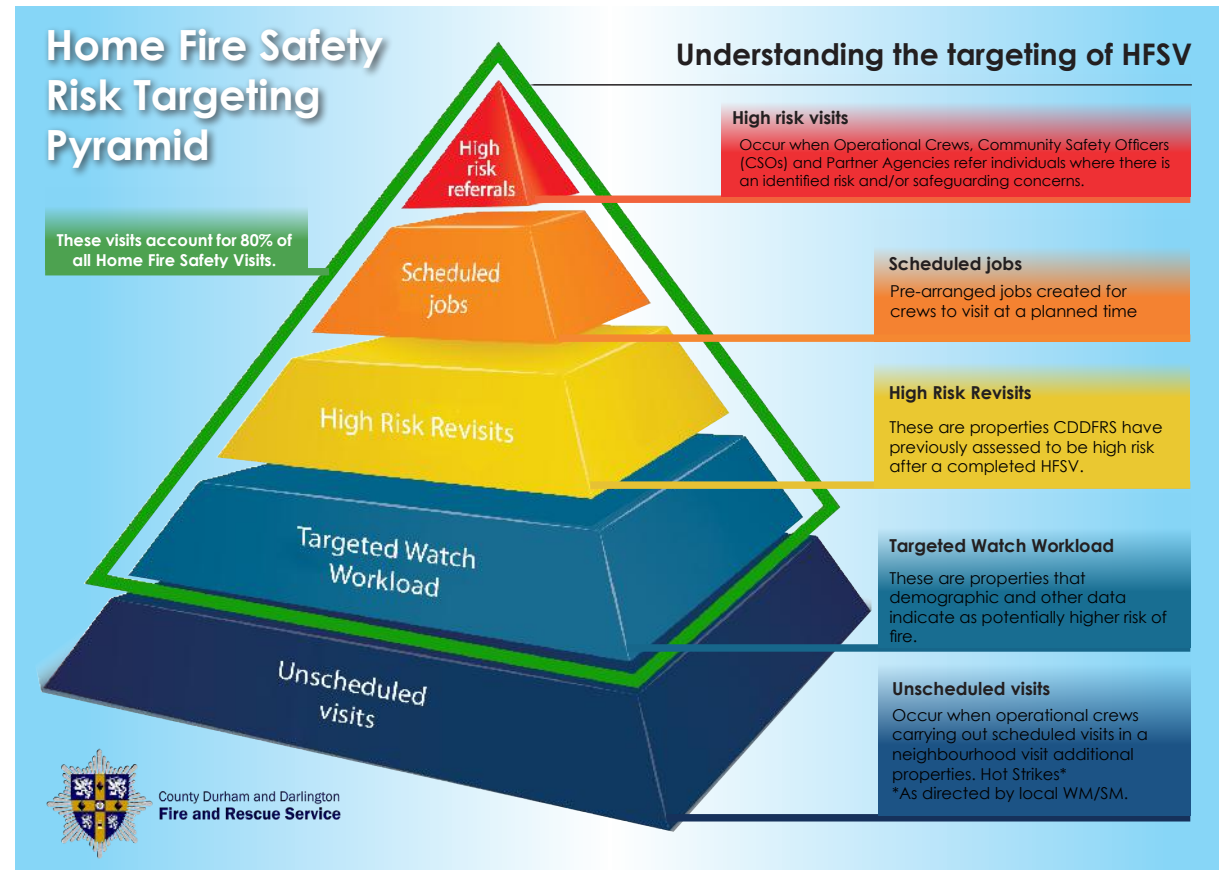 Home Fire Safety
Risk Targeting
Pyramid
These visits account for 80% of
all Home Fire Safety Visits.
High
risk
referrals
Scheduled
jobs
High Risk Revisits
Targeted Watch
Workload
Unscheduled
visits
County Durham and Darlington
Fire and Rescue Service
Understanding the targeting of HFSV
High risk visits
Occur when Operational Crews, Community Safety Officers
(CSOs) and Partner Agencies refer individuals where there is
an identified risk and/or safeguarding concerns.
Scheduled jobs
Pre-arranged jobs created for
crews to visit at a planned time
High Risk Revisits
These are properties CDDFRS have
previously assessed to be high risk
after a completed HFSV.
Targeted Watch Workload
These are properties that
demographic and other data
indicate as potentially higher risk of
fire.
Unscheduled visits
Occur when operational crews
carrying out scheduled visits in a
neighbourhood visit additional
properties. Hot Strikes*
*As directed by local WM/SM.